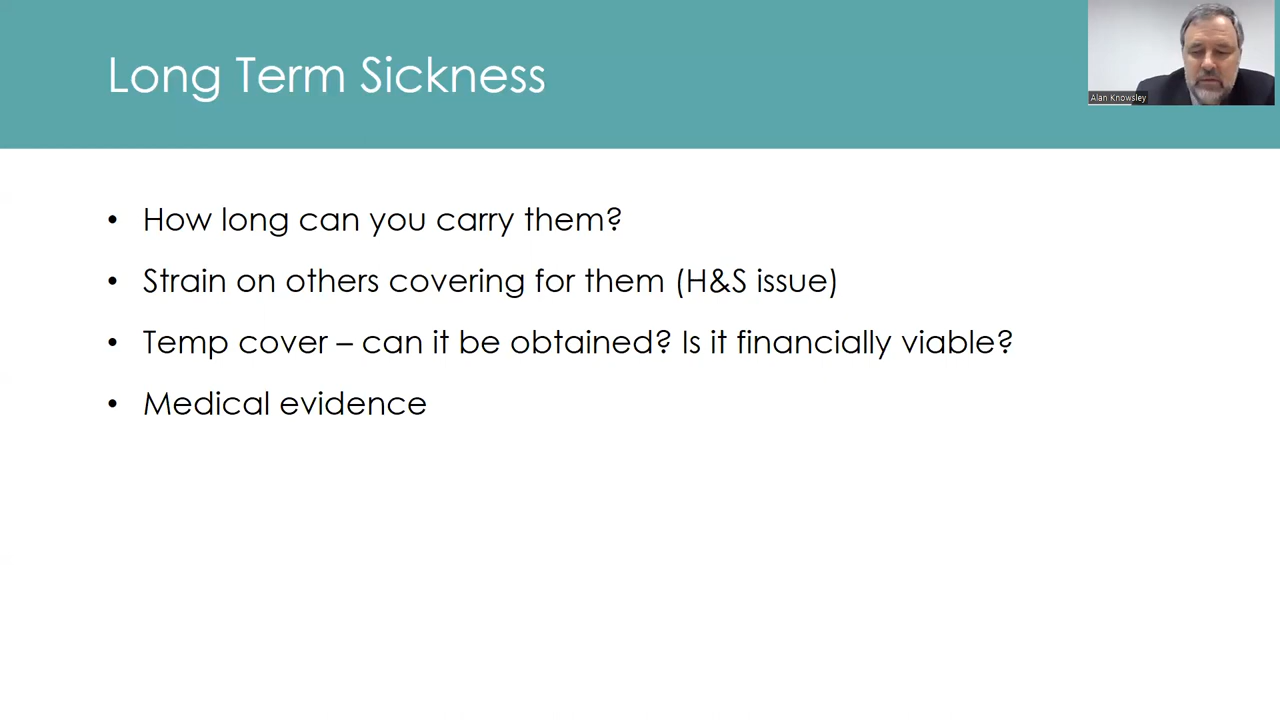 Long Term Sickness
Alan Knowsley
• How long can you carry them?
• Strain on others covering for them (H&S issue)
• Temp cover – can it be obtained? Is it financially viable?
• Medical evidence